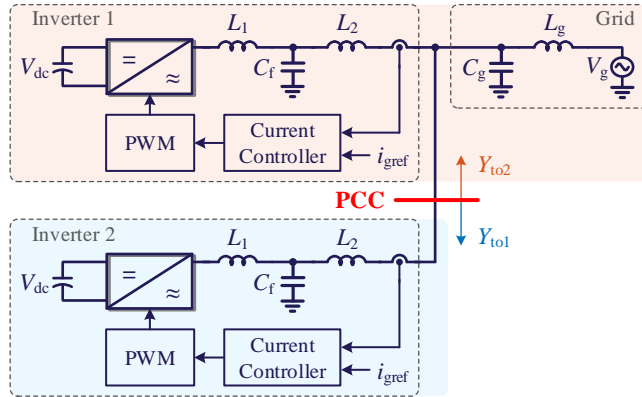 Inverter 1
Grid
L1
L2
Lg
Vdc
=
≈
Cf
Cg
Vg
PWM
Current
Controller
igref
Yto2
PCC
Yto1
Inverter 2
L1
L2
Vdc
=
≈
Cf
PWM
Current
Controller
igref